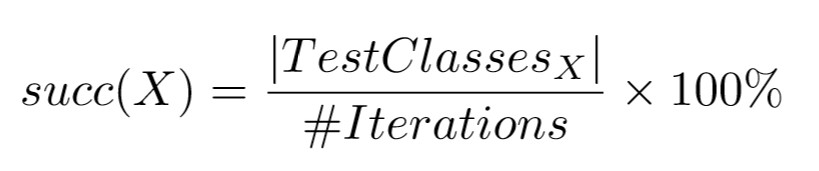 succ(X) = |TestClasses_X| / #Iterations × 100%